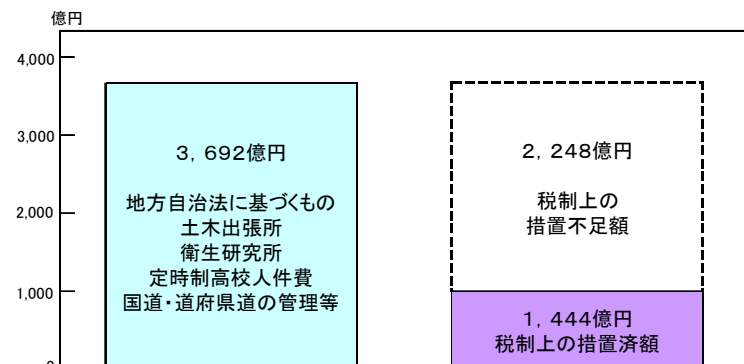 億円
4,000
3,000
2,000
1,000
0
3,692億円
地方自治法に基づくもの
土木出張所
衛生研究所
定時制高校人件費
国道・道府県道の管理等
2,248億円
税制上の
措置不足額
1,444億円
税制上の措置済額